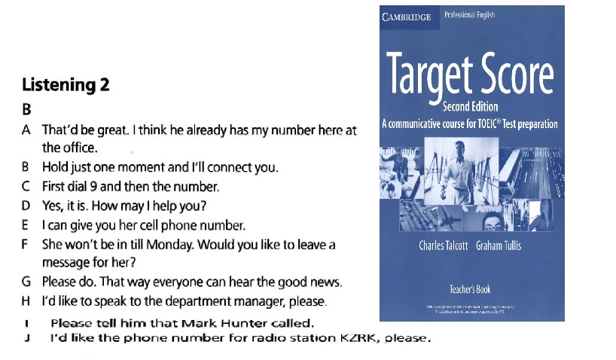 Listening 2
B
A That'd be great. I think he already has my number here at
the office.
B Hold just one moment and I'll connect you.
C First dial 9 and then the number.
D Yes, it is. How may I help you?
E I can give you her cell phone number.
F She won't be in till Monday. Would you like to leave a
message for her?
G Please do. That way everyone can hear the good news.
H I'd like to speak to the department manager, please.
I Please tell him that Mark Hunter called.
J I'd like the phone number for radio station KZRK, please.
CAMBRIDGE Professional English
Target Score
Second Edition
A communicative course for TOEIC® Test preparation
Charles Talcott Graham Tullis
Teacher's Book